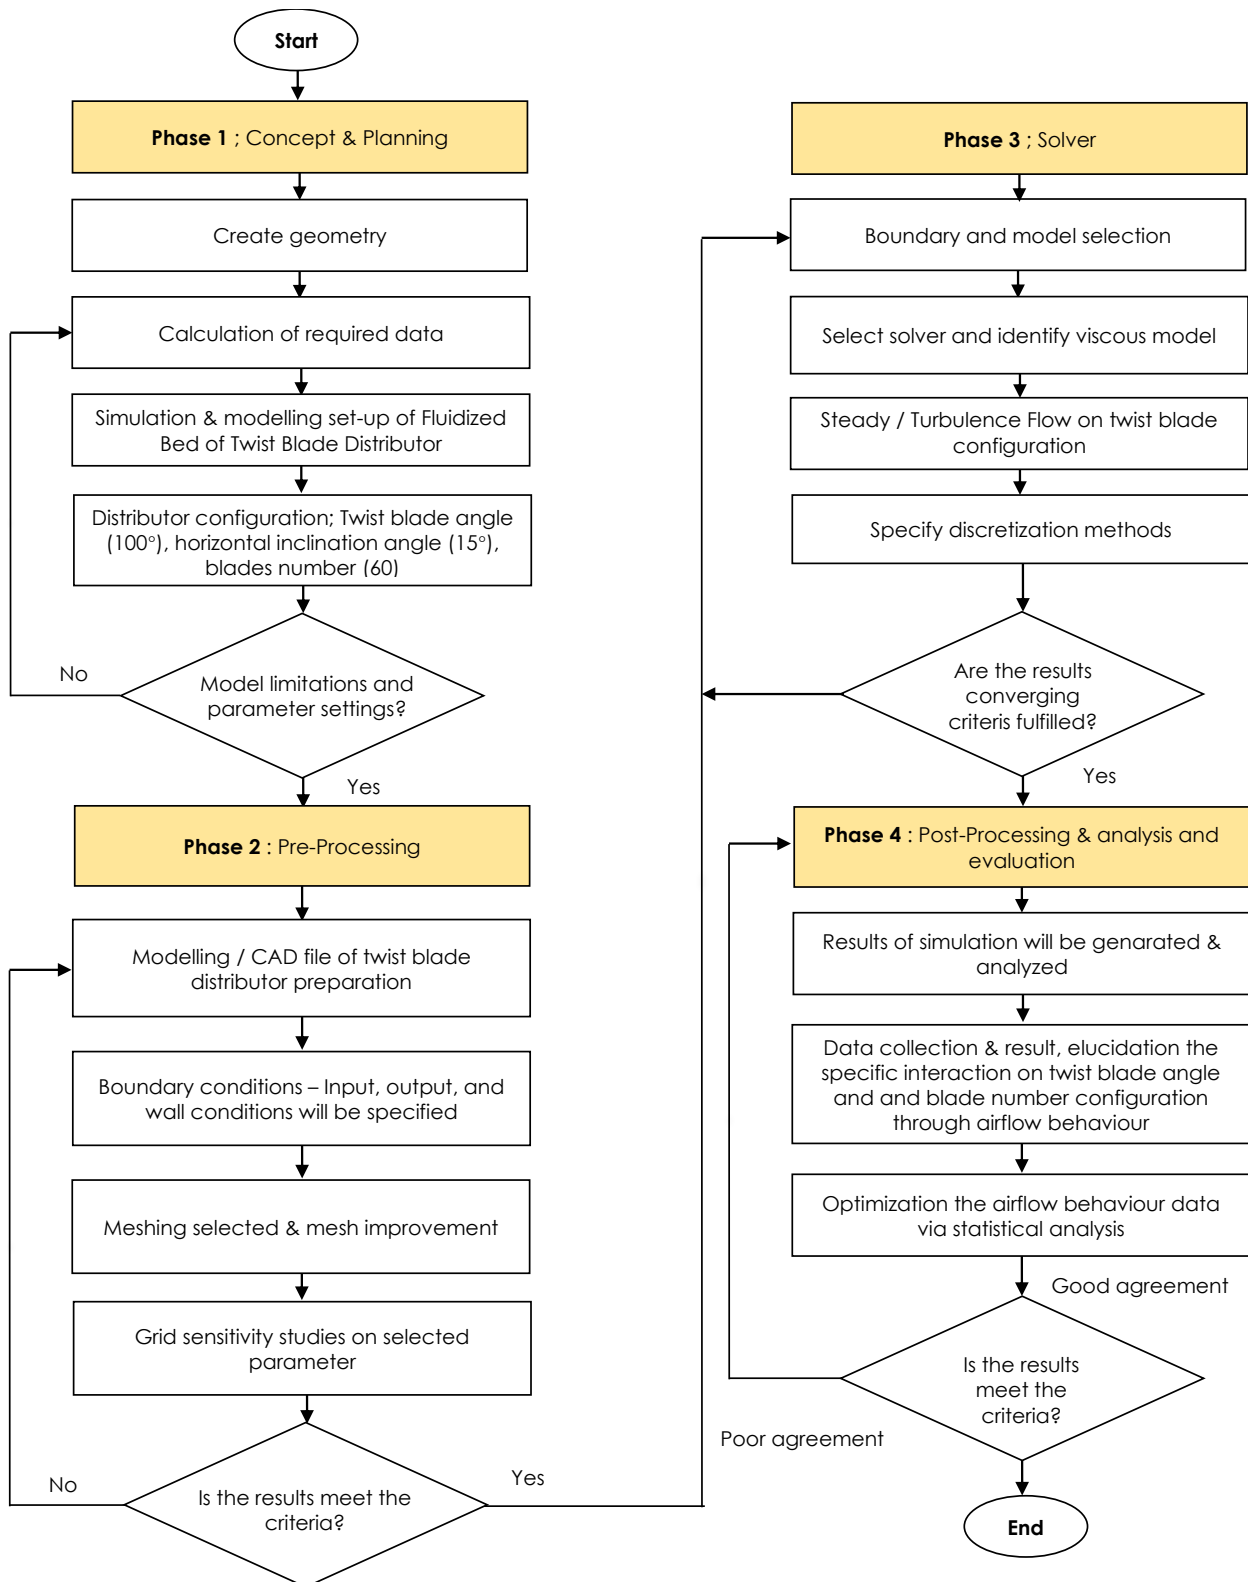 Start
Phase 1 ; Concept & Planning
Create geometry
Calculation of required data
Simulation & modelling set-up of Fluidized
Bed of Twist Blade Distributor
Distributor configuration; Twist blade angle
(100°), horizontal inclination angle (15°),
blades number (60)
No
Model limitations and
parameter settings?
Yes
Phase 2 : Pre-Processing
Modelling / CAD file of twist blade
distributor preparation
Boundary conditions – Input, output, and
wall conditions will be specified
Meshing selected & mesh improvement
Grid sensitivity studies on selected
parameter
No
Is the results meet the
criteria?
Yes
Phase 3 ; Solver
Boundary and model selection
Select solver and identify viscous model
Steady / Turbulence Flow on twist blade
configuration
Specify discretization methods
Are the results
converging
criteris fulfilled?
Yes
Phase 4 : Post-Processing & analysis and
evaluation
Results of simulation will be genarated &
analyzed
Data collection & result, elucidation the
specific interaction on twist blade angle
and and blade number configuration
through airflow behaviour
Optimization the airflow behaviour data
via statistical analysis
Good agreement
Is the results
meet the
criteria?
Poor agreement
End